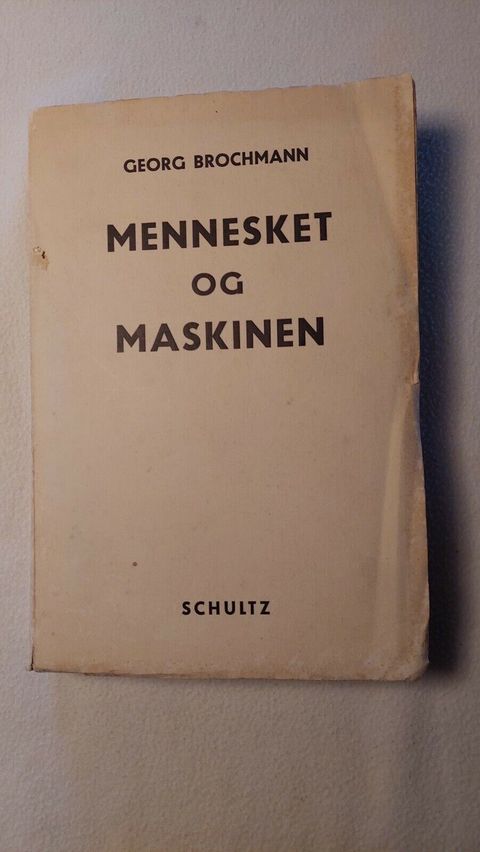 GEORG BROCHMANN
MENNESKET
OG
MASKINEN
SCHULTZ